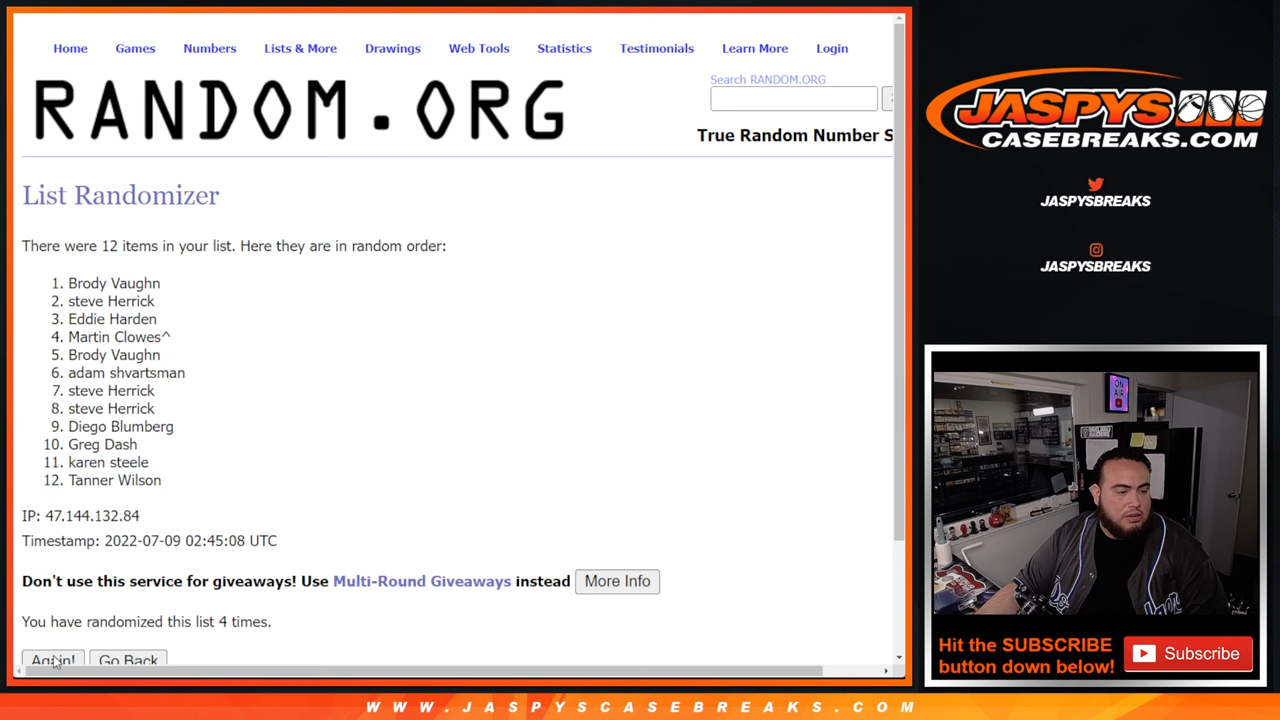 Home Games Numbers Lists & More Drawings Web Tools Statistics Testimonials Learn More Login
RANDOM.ORG
Search RANDOM.ORG
True Random Number S
List Randomizer
There were 12 items in your list. Here they are in random order:
1. Brody Vaughn
2. steve Herrick
3. Eddie Harden
4. Martin Clowes^
5. Brody Vaughn
6. adam shvartsman
7. steve Herrick
8. steve Herrick
9. Diego Blumberg
10. Greg Dash
11. karen steele
12. Tanner Wilson
IP: 47.144.132.84
Timestamp: 2022-07-09 02:45:08 UTC
Don't use this service for giveaways! Use Multi-Round Giveaways instead More Info
You have randomized this list 4 times.
Again! Go Back
JASPYS
CASEBREAKS.COM
JASPYSBREAKS
JASPYSBREAKS
ON
AIR
Hit the SUBSCRIBE
button down below!
Subscribe
WWW.JASPYSCASEBREAKS.COM